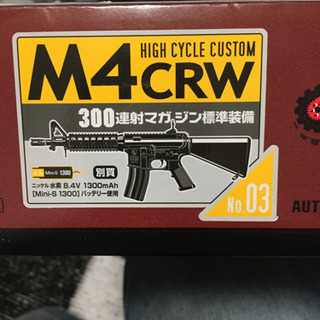 HIGH CYCLE CUSTOM
M4CRW
300連射マガジン標準装備
MiniS 1300
別買
ニッケル水素 8.4V 1300mAh
[Mini-S 1300] バッテリー使用
No.03
AUT